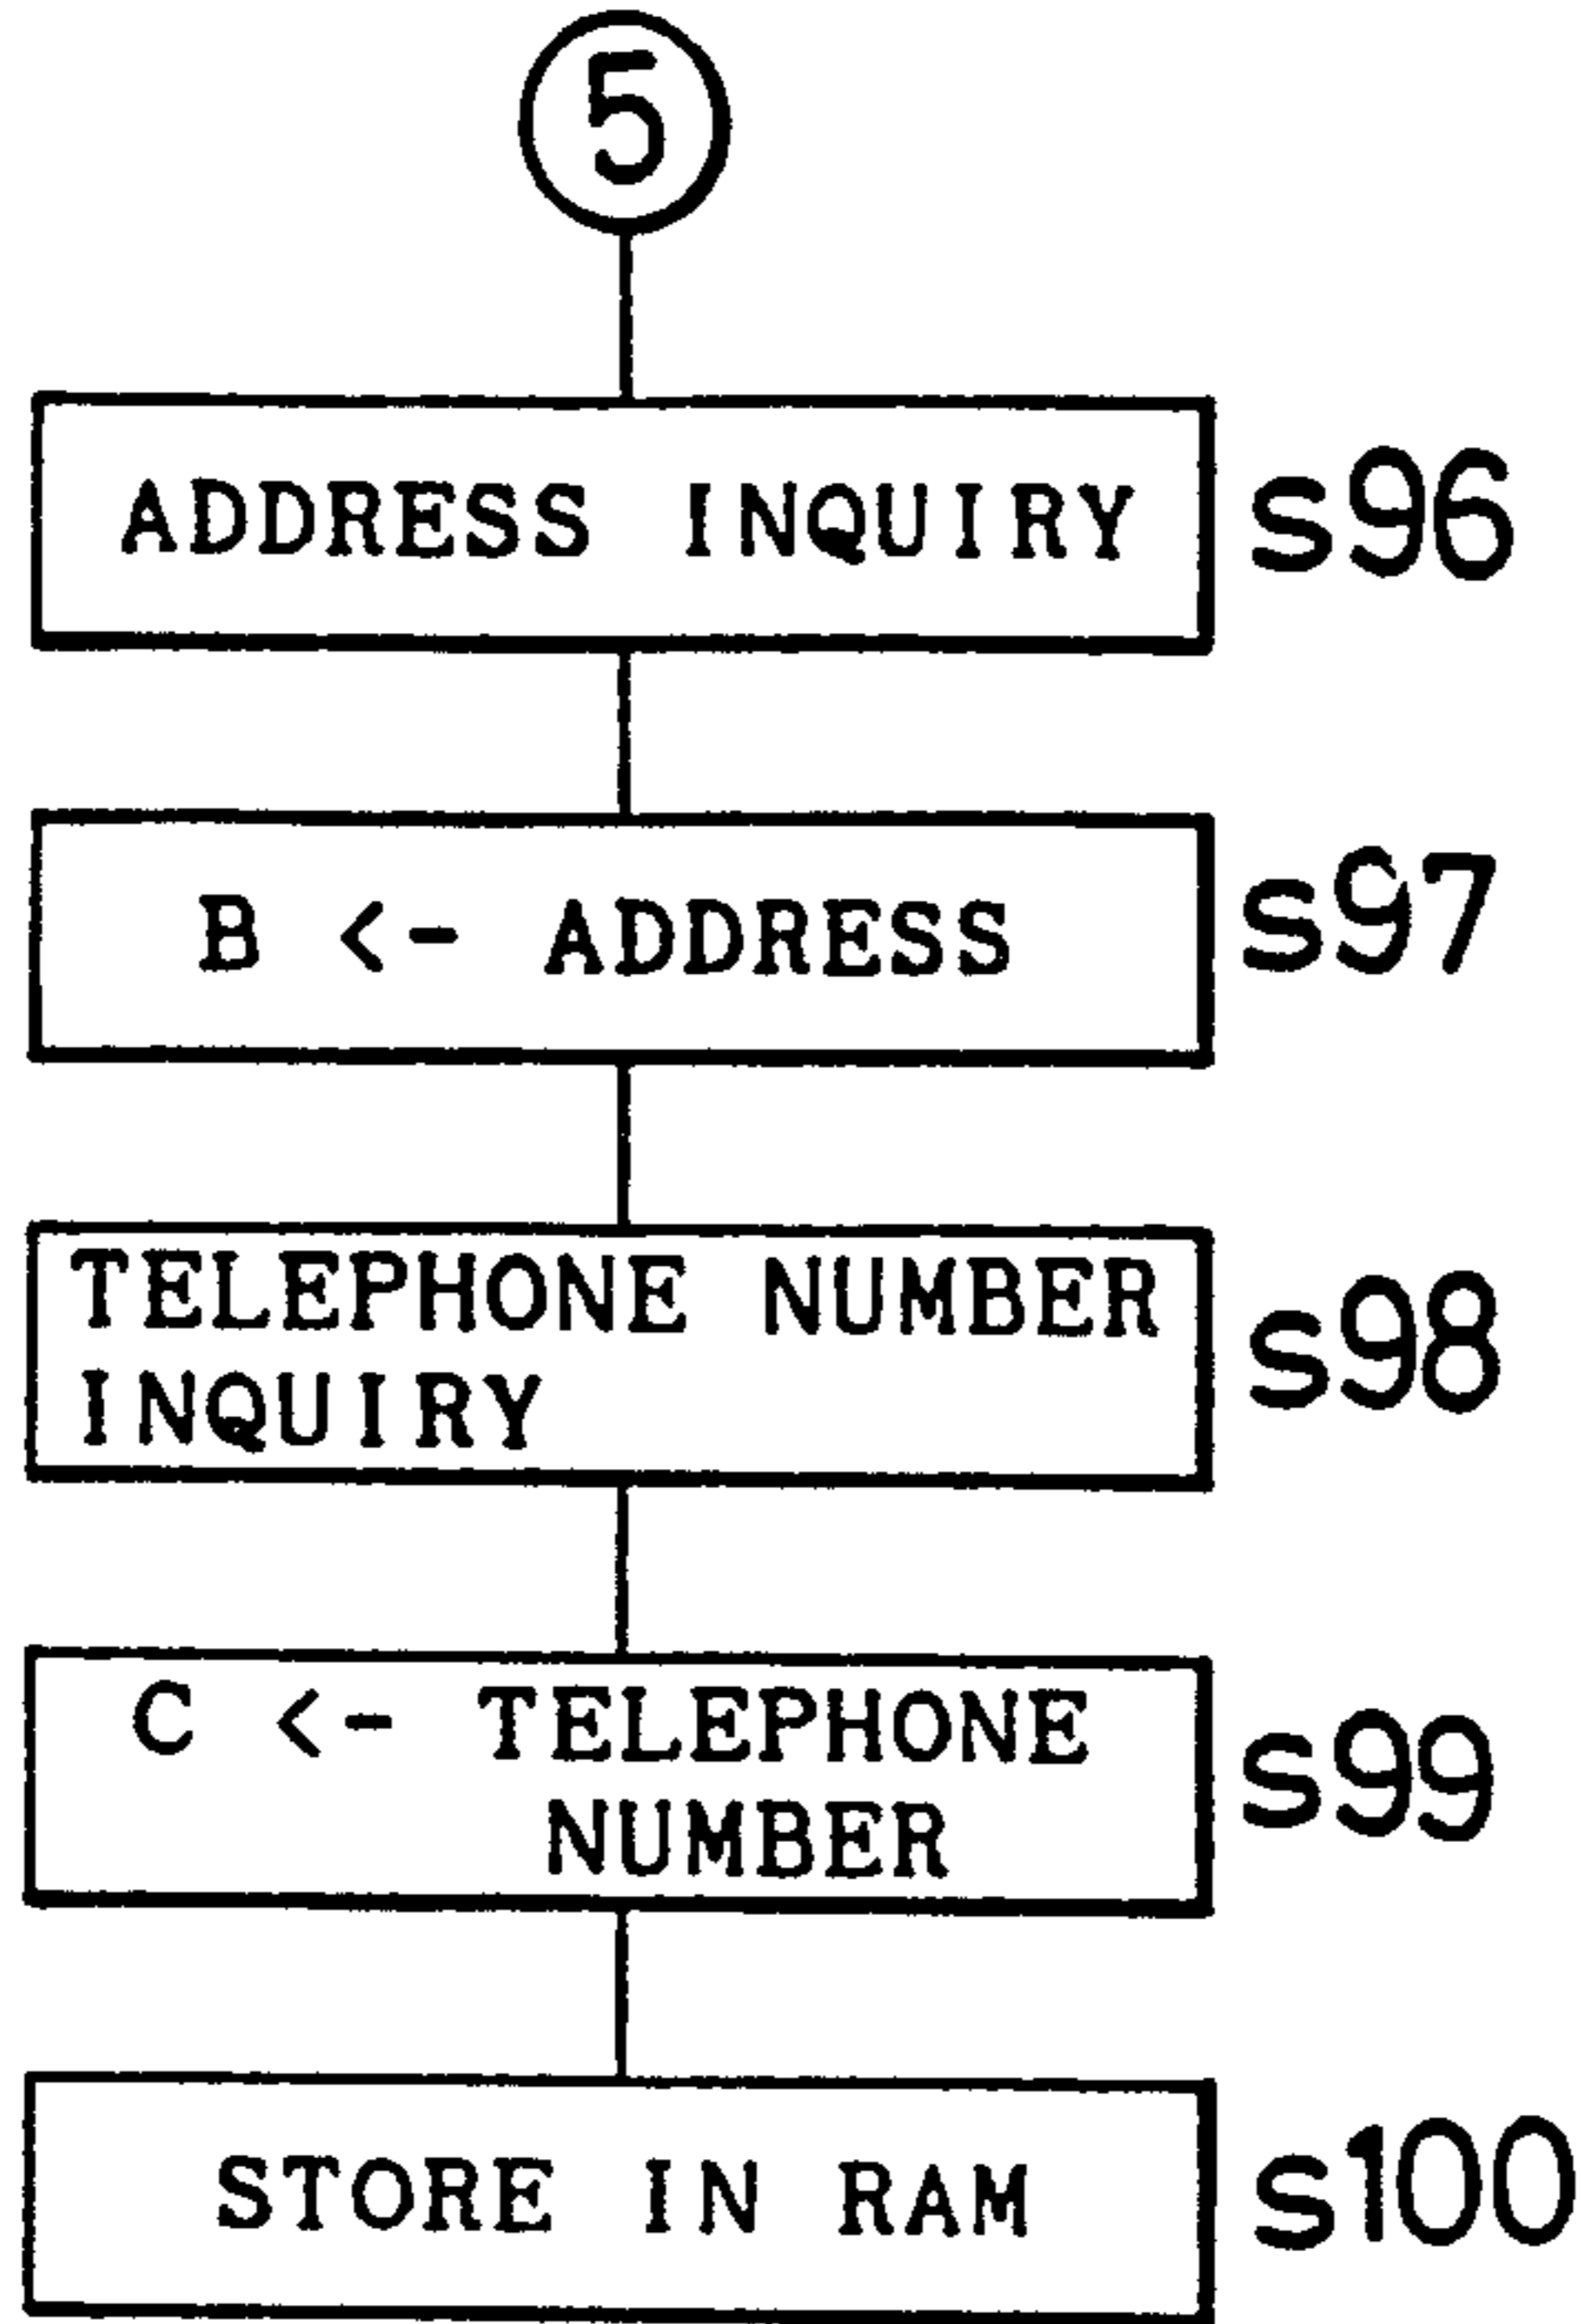 5
ADDRESS INQUIRY s96
B <- ADDRESS s97
TELEPHONE NUMBER
INQUIRY s98
C <- TELEPHONE
NUMBER s99
STORE IN RAM s100